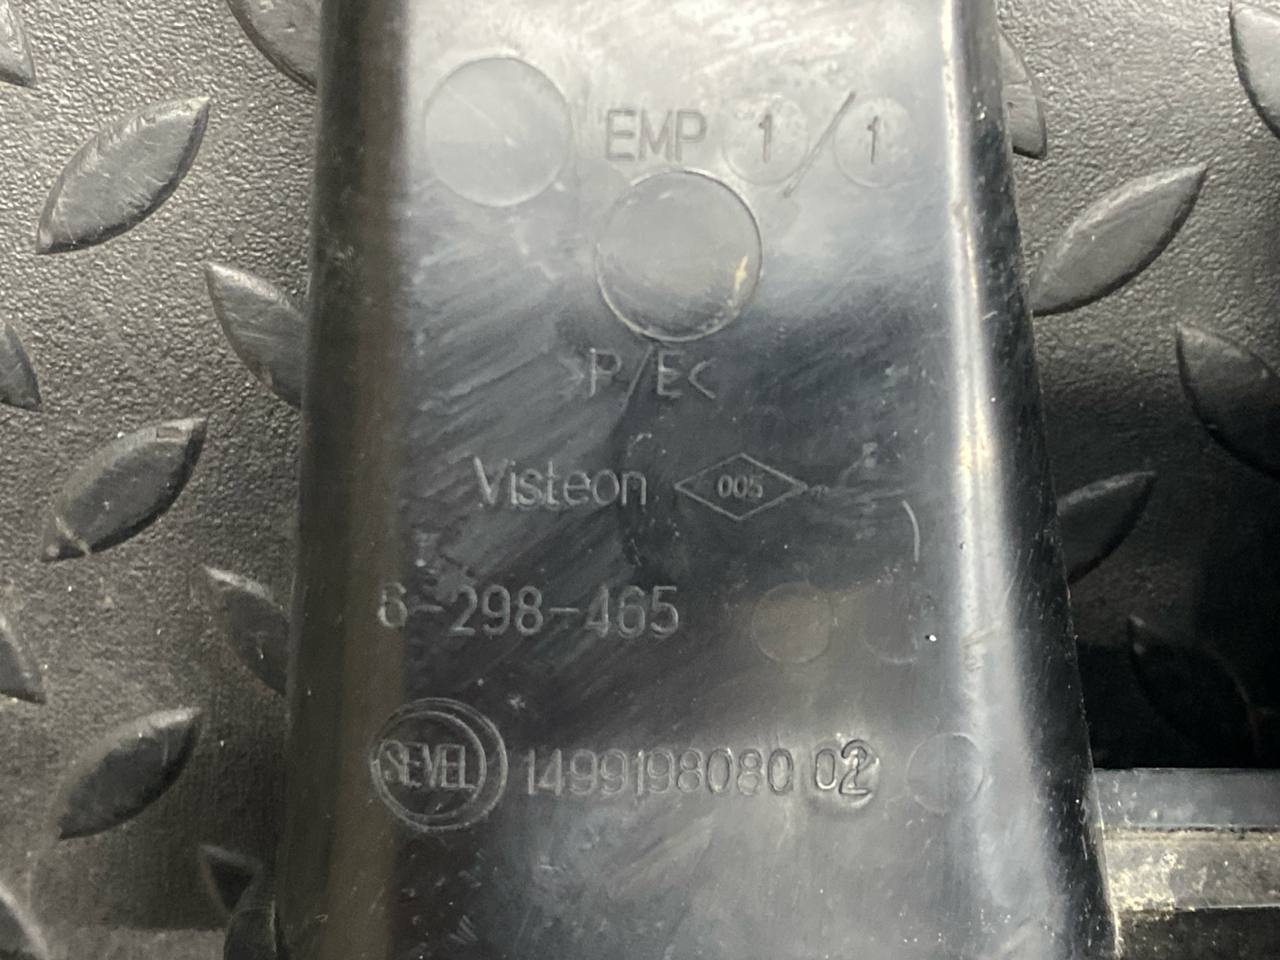 EMP 1/1
>P/E<
Visteon 005
6-298-465
SEVEL 1499198080 02